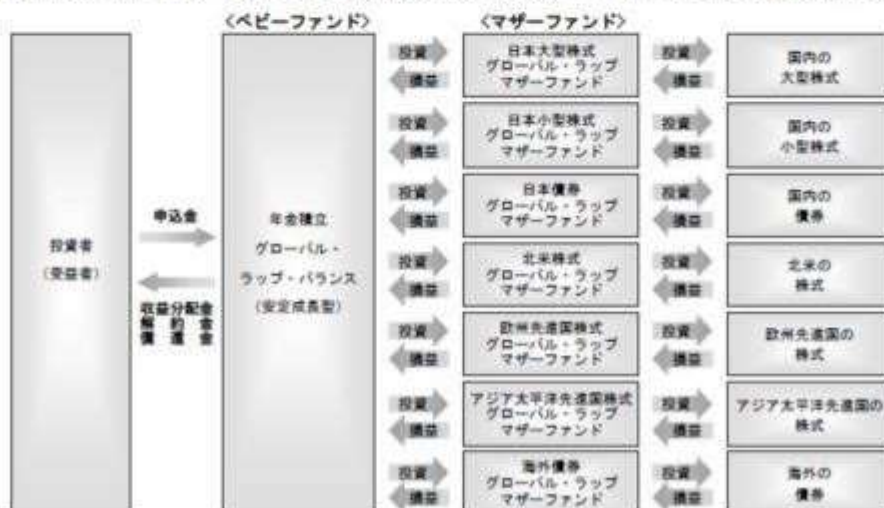 〈ベビーファンド〉
〈マザーファンド〉
投資者
(受益者)
申込金
収益分配金
解約金
償還金
年金積立
グローバル・
ラップ・バランス
(安定成長型)
投資
損益
日本大型株式
グローバル・ラップ
マザーファンド
投資
損益
国内の
大型株式
投資
損益
日本小型株式
グローバル・ラップ
マザーファンド
投資
損益
国内の
小型株式
投資
損益
日本債券
グローバル・ラップ
マザーファンド
投資
損益
国内の
債券
投資
損益
北米株式
グローバル・ラップ
マザーファンド
投資
損益
北米の
株式
投資
損益
欧州先進国株式
グローバル・ラップ
マザーファンド
投資
損益
欧州先進国の
株式
投資
損益
アジア太平洋先進国株式
グローバル・ラップ
マザーファンド
投資
損益
アジア太平洋先進国の
株式
投資
損益
海外債券
グローバル・ラップ
マザーファンド
投資
損益
海外の
債券